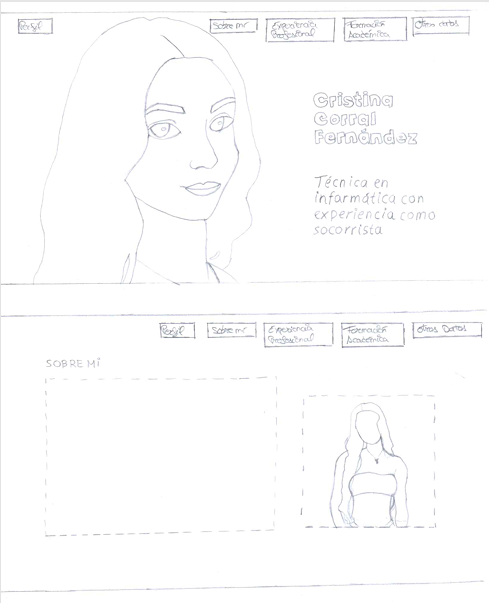 Perfil
Sobre mí
Experiencia
Profesional
Formación
Académica
Otros datos
Cristina
Corral
Fernández
Técnica en
informática con
experiencia como
socorrista
Perfil
Sobre mí
Experiencia
Profesional
Formación
Académica
Otros Datos
SOBRE MÍ